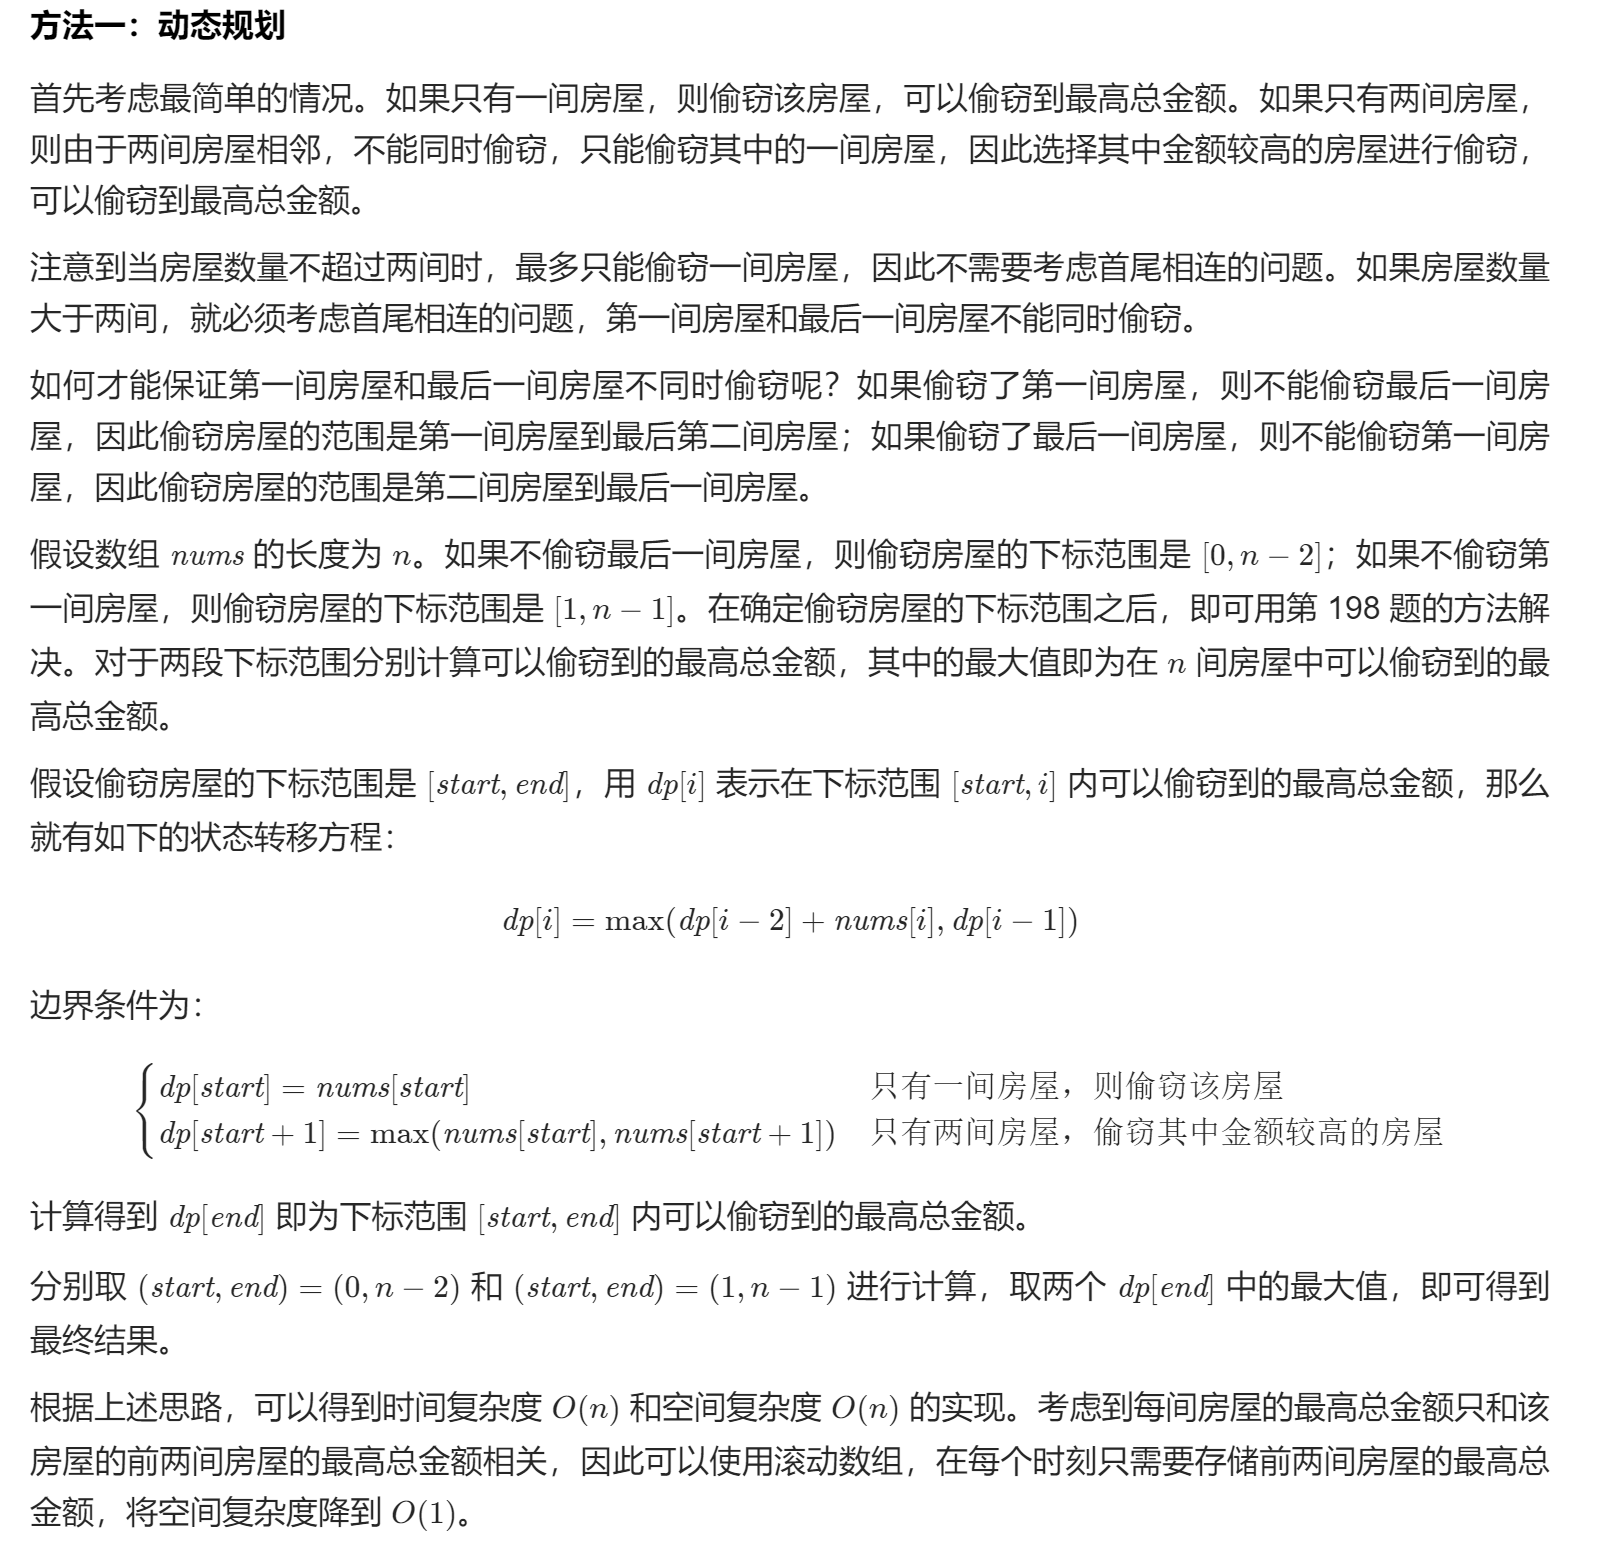 方法一：动态规划
首先考虑最简单的情况。如果只有一间房屋，则偷窃该房屋，可以偷窃到最高总金额。如果只有两间房屋，
则由于两间房屋相邻，不能同时偷窃，只能偷窃其中的一间房屋，因此选择其中金额较高的房屋进行偷窃，
可以偷窃到最高总金额。
注意到当房屋数量不超过两间时，最多只能偷窃一间房屋，因此不需要考虑首尾相连的问题。如果房屋数量
大于两间，就必须考虑首尾相连的问题，第一间房屋和最后一间房屋不能同时偷窃。
如何才能保证第一间房屋和最后一间房屋不同时偷窃呢？如果偷窃了第一间房屋，则不能偷窃最后一间房
屋，因此偷窃房屋的范围是第一间房屋到最后第二间房屋；如果偷窃了最后一间房屋，则不能偷窃第一间房
屋，因此偷窃房屋的范围是第二间房屋到最后一间房屋。
假设数组 nums 的长度为 n。如果不偷窃最后一间房屋，则偷窃房屋的下标范围是 [0, n − 2]；如果不偷窃第
一间房屋，则偷窃房屋的下标范围是 [1, n − 1]。在确定偷窃房屋的下标范围之后，即可用第 198 题的方法解
决。对于两段下标范围分别计算可以偷窃到的最高总金额，其中的最大值即为在 n 间房屋中可以偷窃到的最
高总金额。
假设偷窃房屋的下标范围是 [start, end]，用 dp[i] 表示在下标范围 [start, i] 内可以偷窃到的最高总金额，那么
就有如下的状态转移方程：
dp[i] = max(dp[i − 2] + nums[i], dp[i − 1])
边界条件为：
{ dp[start] = nums[start] 只有一间房屋，则偷窃该房屋
dp[start + 1] = max(nums[start], nums[start + 1]) 只有两间房屋，偷窃其中金额较高的房屋
计算得到 dp[end] 即为下标范围 [start, end] 内可以偷窃到的最高总金额。
分别取 (start, end) = (0, n − 2) 和 (start, end) = (1, n − 1) 进行计算，取两个 dp[end] 中的最大值，即可得到
最终结果。
根据上述思路，可以得到时间复杂度 O(n) 和空间复杂度 O(n) 的实现。考虑到每间房屋的最高总金额只和该
房屋的前两间房屋的最高总金额相关，因此可以使用滚动数组，在每个时刻只需要存储前两间房屋的最高总
金额，将空间复杂度降到 O(1)。